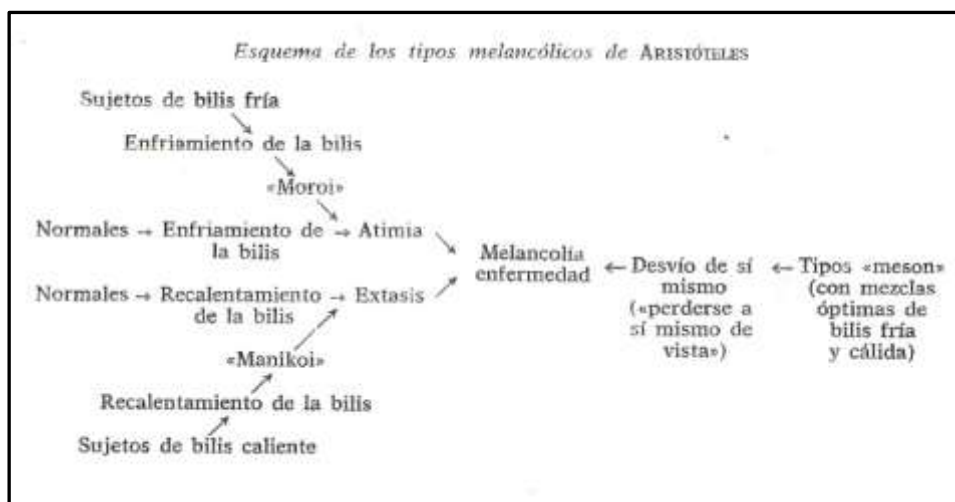 Esquema de los tipos melancólicos de ARISTÓTELES
Sujetos de bilis fría
Enfriamiento de la bilis
«Moroi»
Normales → Enfriamiento de → Atimia
la bilis
Normales → Recalentamiento → Extasis
de la bilis
«Manikoi»
Recalentamiento de la bilis
Sujetos de bilis caliente
Melancolía
enfermedad
← Desvío de sí
mismo
(«perderse a
sí mismo de
vista»)
← Tipos «meson»
(con mezclas
óptimas de
bilis fría
y cálida)